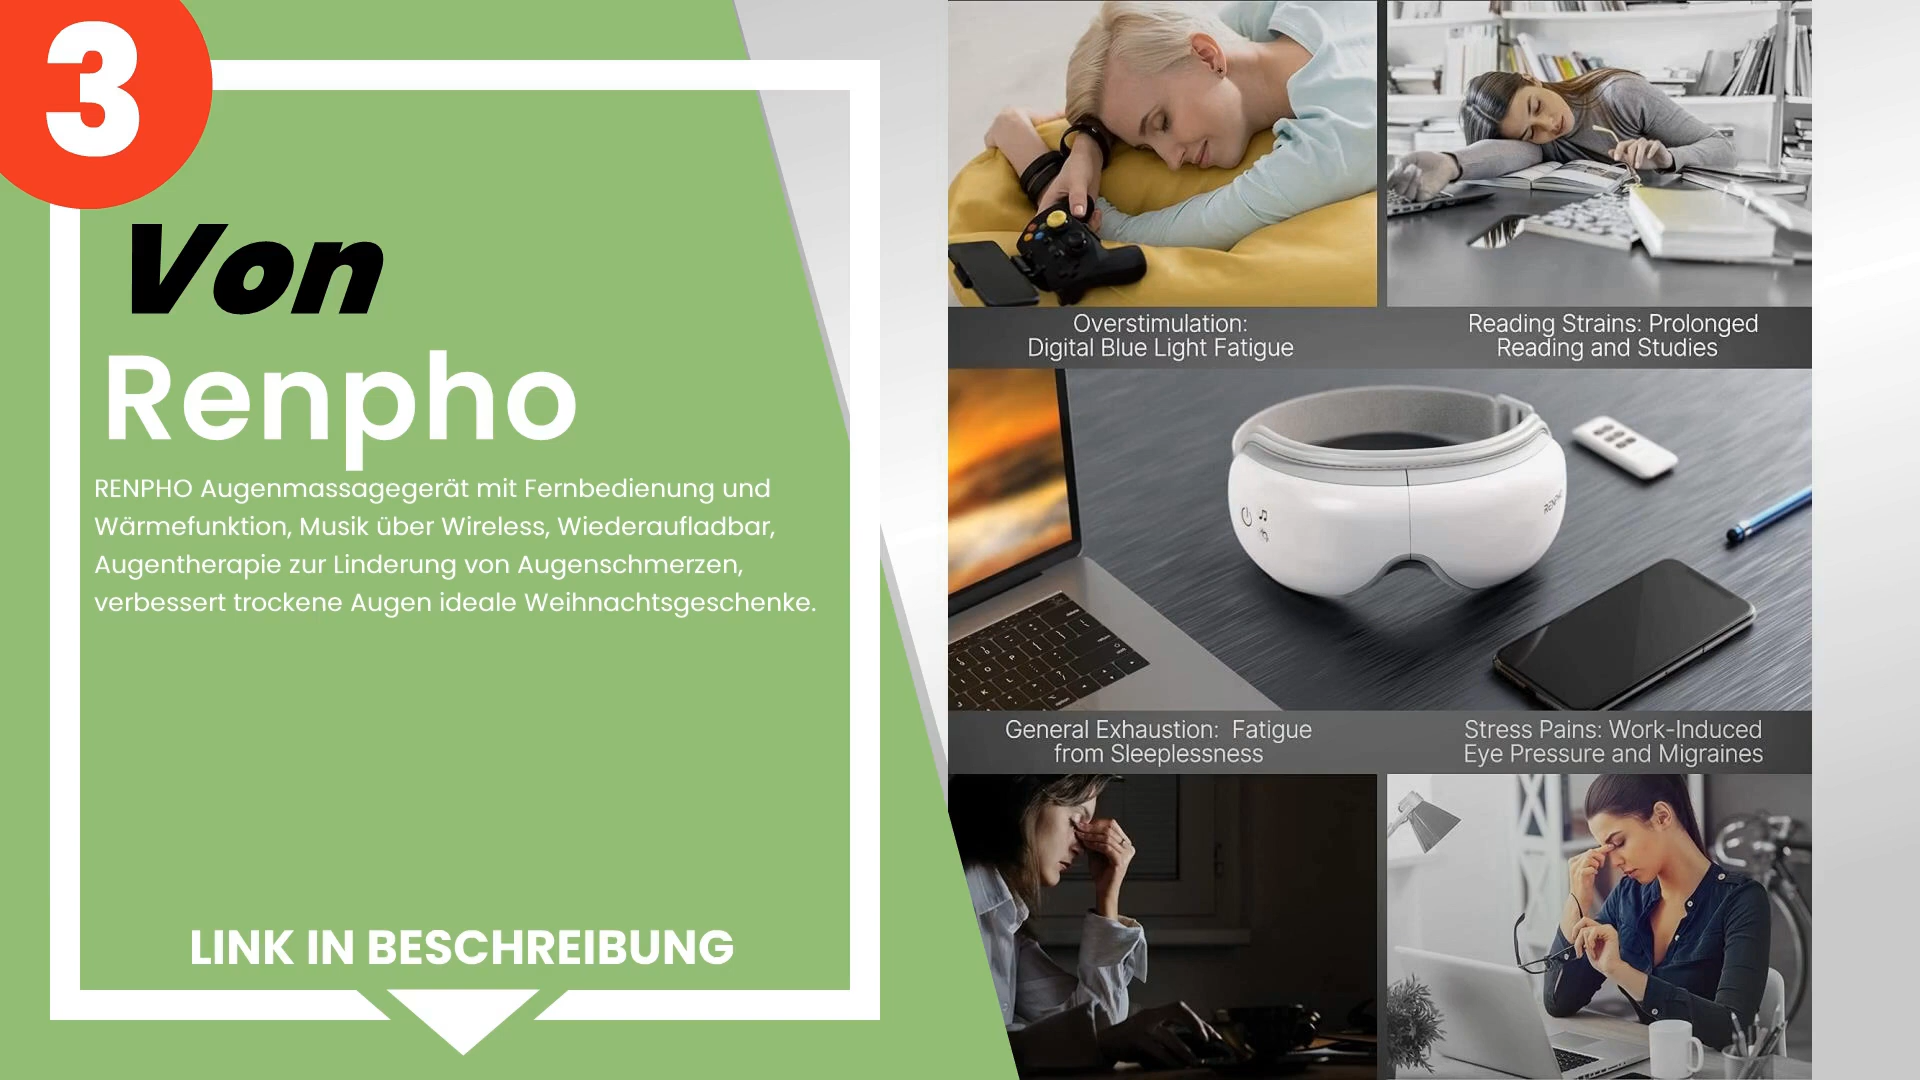 3
Von
Renpho
RENPHO Augenmassagegerät mit Fernbedienung und
Wärmefunktion, Musik über Wireless, Wiederaufladbar,
Augentherapie zur Linderung von Augenschmerzen,
verbessert trockene Augen ideale Weihnachtsgeschenke.
LINK IN BESCHREIBUNG
Overstimulation:
Digital Blue Light Fatigue
Reading Strains: Prolonged
Reading and Studies
RENPHO
General Exhaustion: Fatigue
from Sleeplessness
Stress Pains: Work-Induced
Eye Pressure and Migraines